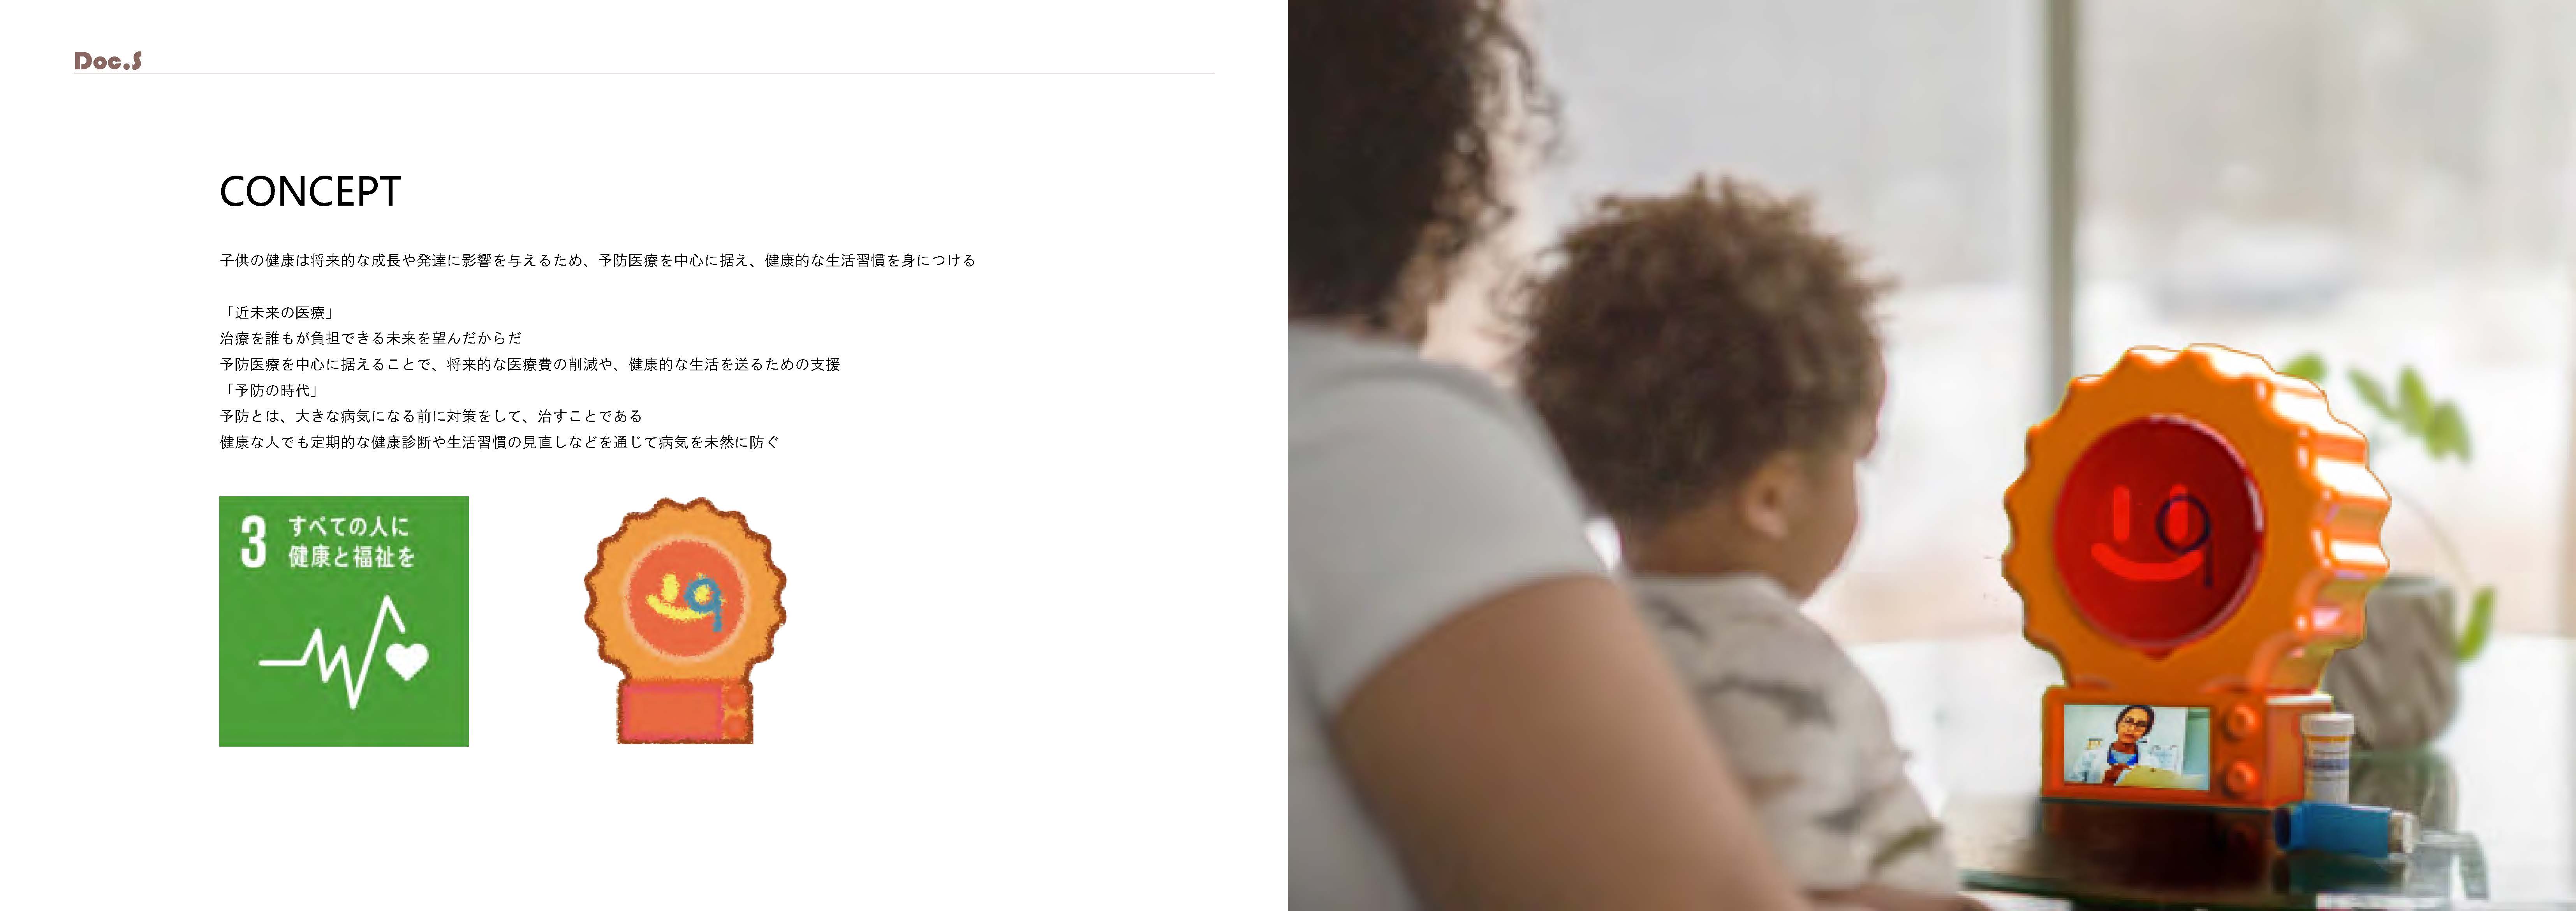 Doc.S
CONCEPT
子供の健康は将来的な成長や発達に影響を与えるため、予防医療を中心に据え、健康的な生活習慣を身につける
「近未来の医療」
治療を誰もが負担できる未来を望んだからだ
予防医療を中心に据えることで、将来的な医療費の削減や、健康的な生活を送るための支援
「予防の時代」
予防とは、大きな病気になる前に対策をして、治すことである
健康な人でも定期的な健康診断や生活習慣の見直しなどを通じて病気を未然に防ぐ
3 すべての人に
健康と福祉を